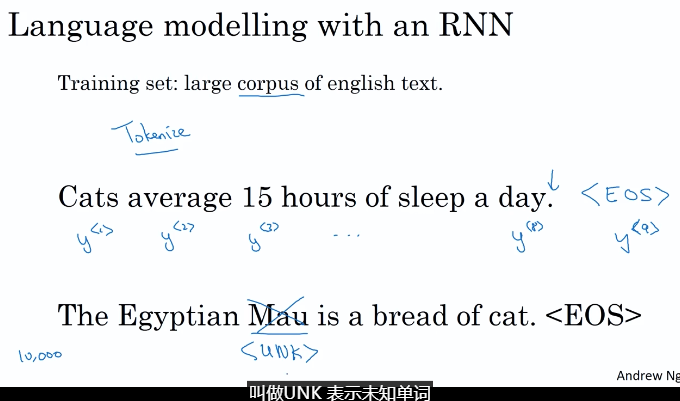 Language modelling with an RNN
Training set: large corpus of english text.
Tokenize
Cats average 15 hours of sleep a day. <EOS>
y<1> y<2> y<3> ... y<8> y<9>
The Egyptian Mau is a bread of cat. <EOS>
10,000 <UNK>
Andrew Ng
叫做UNK 表示未知单词